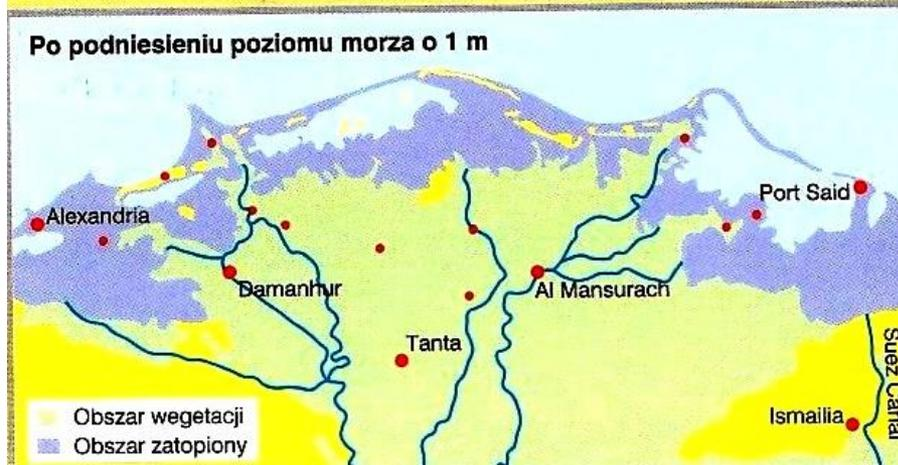 Po podniesieniu poziomu morza o 1 m
Port Said
Alexandria
Damanhur
Al Mansurach
Tanta
Suez Canal
Ismailia
Obszar wegetacji
Obszar zatopiony